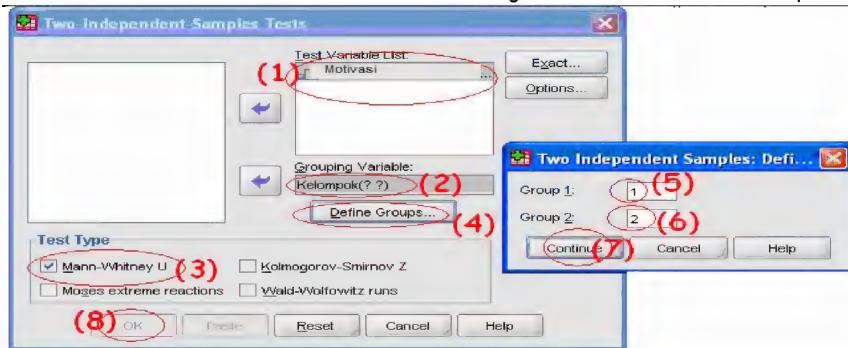 Two Independent Samples Tests
Test Variable List:
(1) Motivasi ...
Exact...
Options...
Grouping Variable:
Kelompok(? ?) (2)
Define Groups... (4)
Test Type
Mann-Whitney U (3) Kolmogorov-Smirnov Z
Moses extreme reactions Wald-Wolfowitz runs
(8) OK Paste Reset Cancel Help
Two Independent Samples: Defi...
Group 1: 1 (5)
Group 2: 2 (6)
Continue (7) Cancel Help